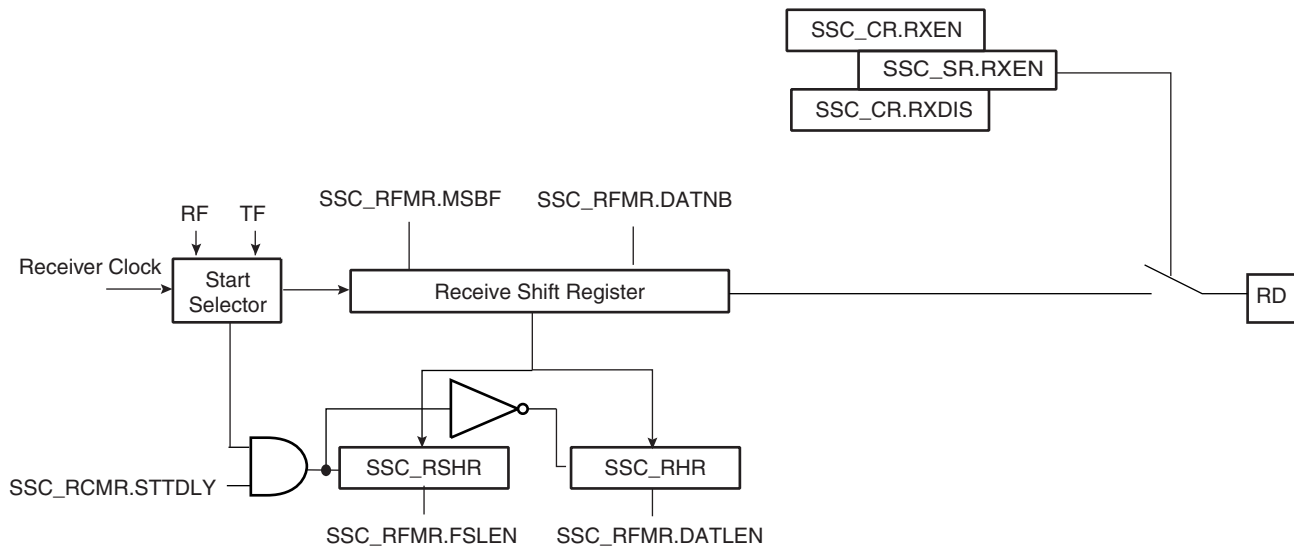 SSC_CR.RXEN
SSC_SR.RXEN
SSC_CR.RXDIS
SSC_RFMR.MSBF
SSC_RFMR.DATNB
RF
TF
Receiver Clock
Start
Selector
Receive Shift Register
RD
SSC_RSHR
SSC_RHR
SSC_RCMR.STTDLY
SSC_RFMR.FSLEN
SSC_RFMR.DATLEN